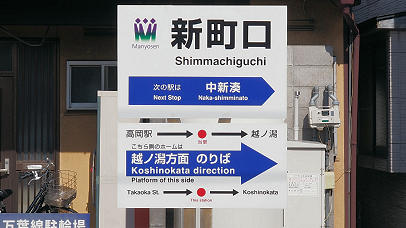 Manyosen
新町口
Shimmachiguchi
次の駅は 中新湊
Next Stop Naka-shimminato
高岡駅 当駅 越ノ潟
こちら側のホームは
越ノ潟方面 のりば
Koshinokata direction
Platform of this side
Takaoka St. This station Koshinokata
万葉線駐輪場